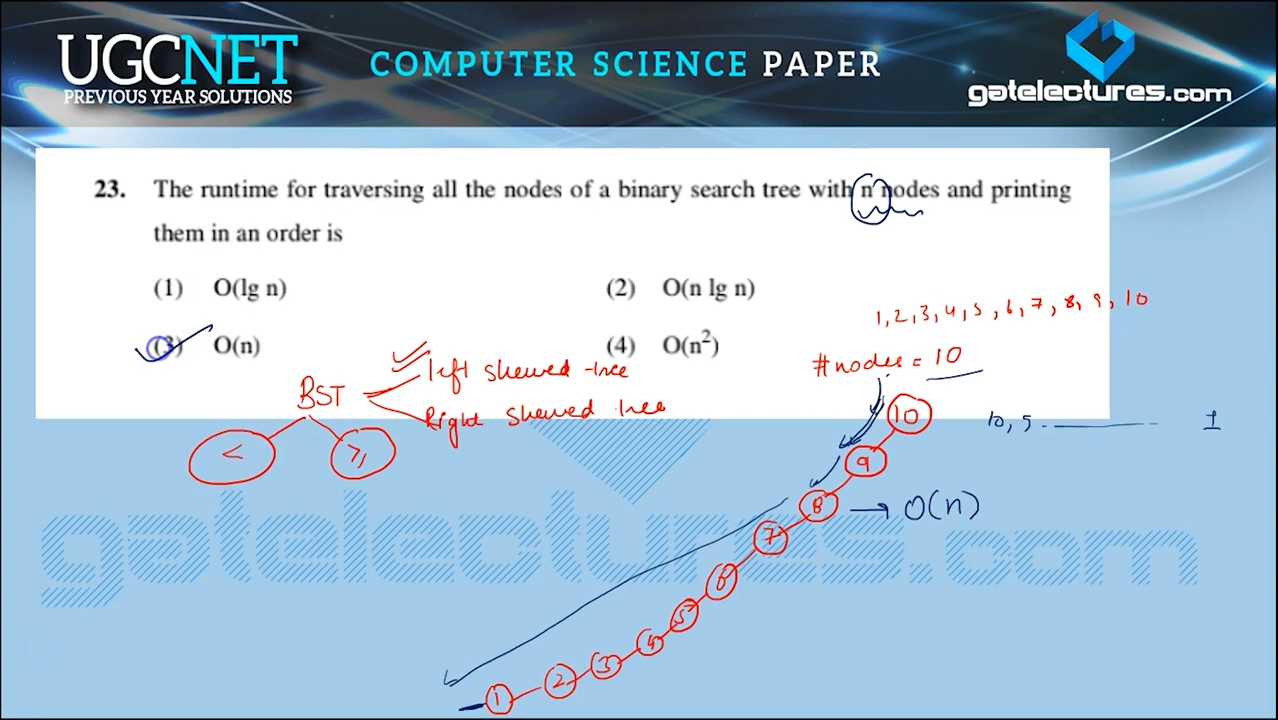 UGCNET
PREVIOUS YEAR SOLUTIONS
COMPUTER SCIENCE PAPER
gatelectures.com
23. The runtime for traversing all the nodes of a binary search tree with n nodes and printing
them in an order is
(1) O(lg n)
(2) O(n lg n)
(3) O(n)
(4) O(n²)
1, 2, 3, 4, 5, 6, 7, 8, 9, 10
#nodes = 10
BST
left skewed tree
Right skewed tree
<
≥
10, 5 1
10
9
8 → O(n)
7
6
5
4
3
2
1
gatelectures.com